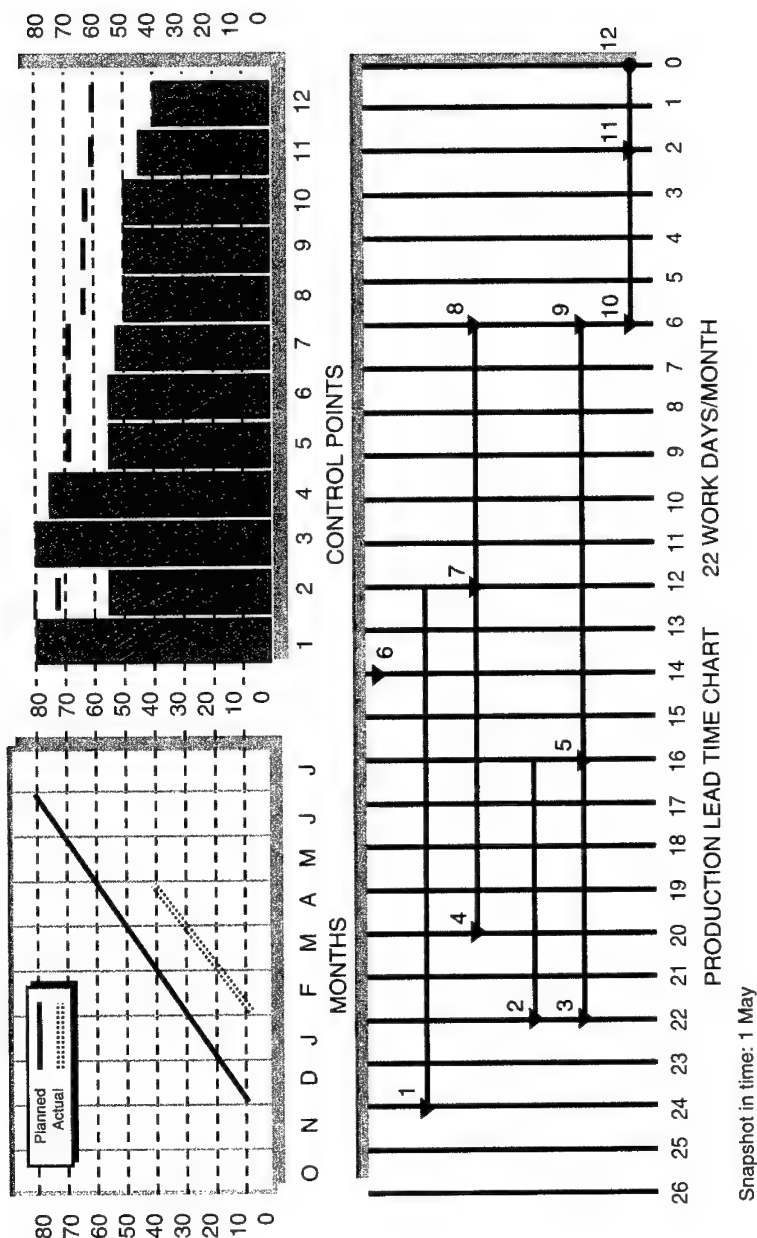 80
70
60
50
40
30
20
10
0
Planned
Actual
O N D J F M A M J J
MONTHS
80
70
60
50
40
30
20
10
0
1 2 3 4 5 6 7 8 9 10 11 12
CONTROL POINTS
80
70
60
50
40
30
20
10
0
6
1
4 7 8
2
3 5 9
10 11 12
26 25 24 23 22 21 20 19 18 17 16 15 14 13 12 11 10 9 8 7 6 5 4 3 2 1 0
PRODUCTION LEAD TIME CHART 22 WORK DAYS/MONTH
Snapshot in time: 1 May